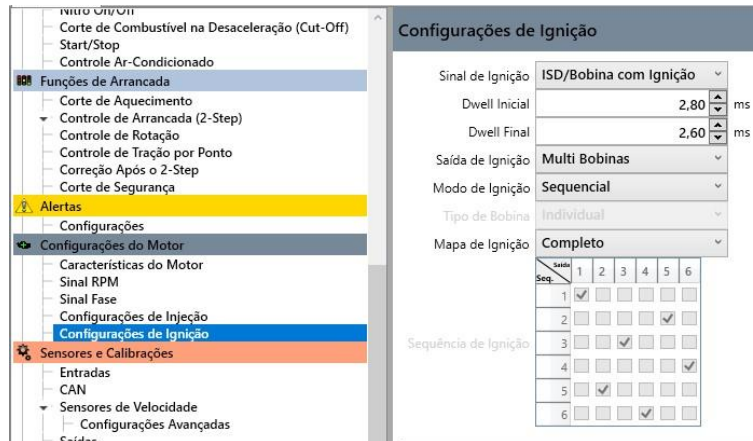 Nitro On/Off
Corte de Combustível na Desaceleração (Cut-Off)
Start/Stop
Controle Ar-Condicionado
Funções de Arrancada
Corte de Aquecimento
Controle de Arrancada (2-Step)
Controle de Rotação
Controle de Tração por Ponto
Correção Após o 2-Step
Corte de Segurança
Alertas
Configurações
Configurações do Motor
Características do Motor
Sinal RPM
Sinal Fase
Configurações de Injeção
Configurações de Ignição
Sensores e Calibrações
Entradas
CAN
Sensores de Velocidade
Configurações Avançadas
Saídas
Configurações de Ignição
Sinal de Ignição ISD/Bobina com Ignição
Dwell Inicial 2,80 ms
Dwell Final 2,60 ms
Saída de Ignição Multi Bobinas
Modo de Ignição Sequencial
Tipo de Bobina Individual
Mapa de Ignição Completo
Saída 1 2 3 4 5 6
Seq.
1
2
Sequência de Ignição 3
4
5
6